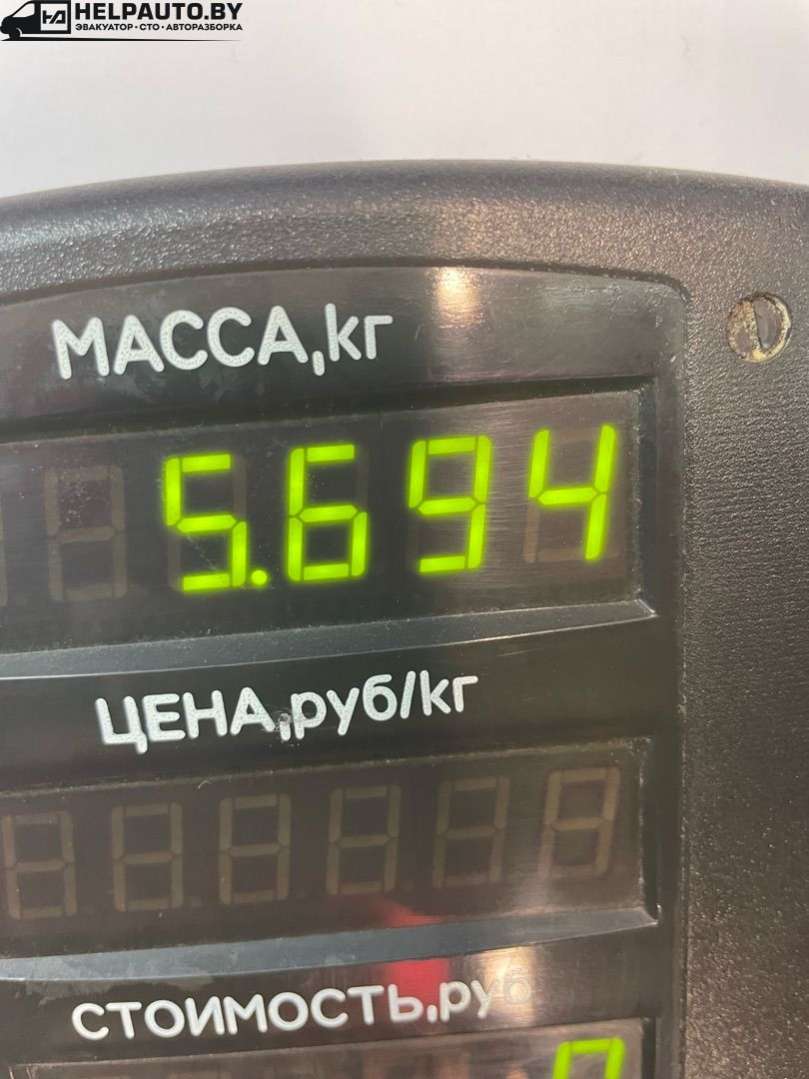 HELPAUTO.BY
ЭВАКУАТОР • СТО • АВТОРАЗБОРКА
МАССА,кг
5.694
ЦЕНА,руб/кг
СТОИМОСТЬ,руб